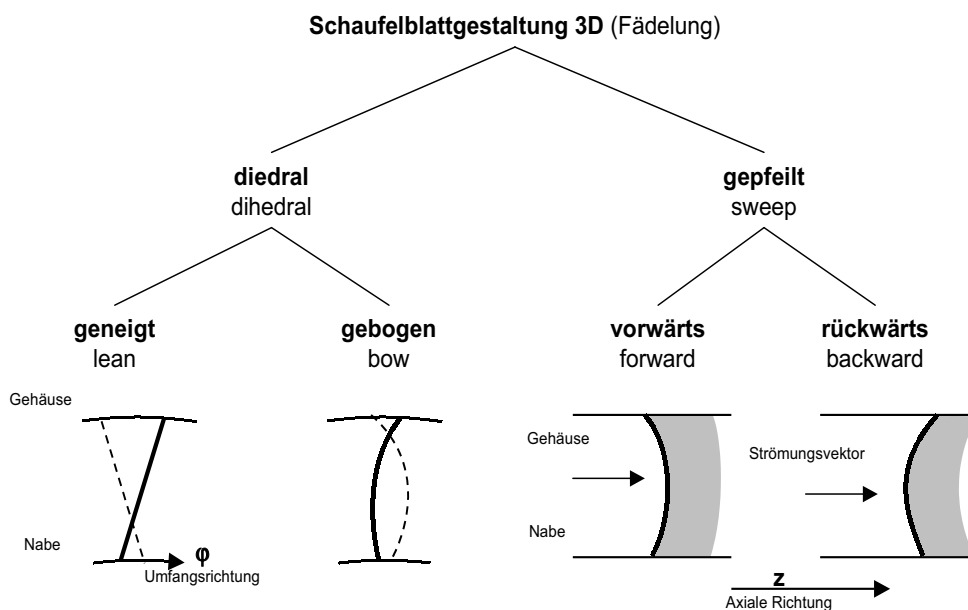 Schaufelblattgestaltung 3D (Fädelung)
diedral
dihedral
gepfeilt
sweep
geneigt
lean
gebogen
bow
vorwärts
forward
rückwärts
backward
Gehäuse
Nabe
φ
Umfangsrichtung
Gehäuse
Nabe
Strömungsvektor
z
Axiale Richtung